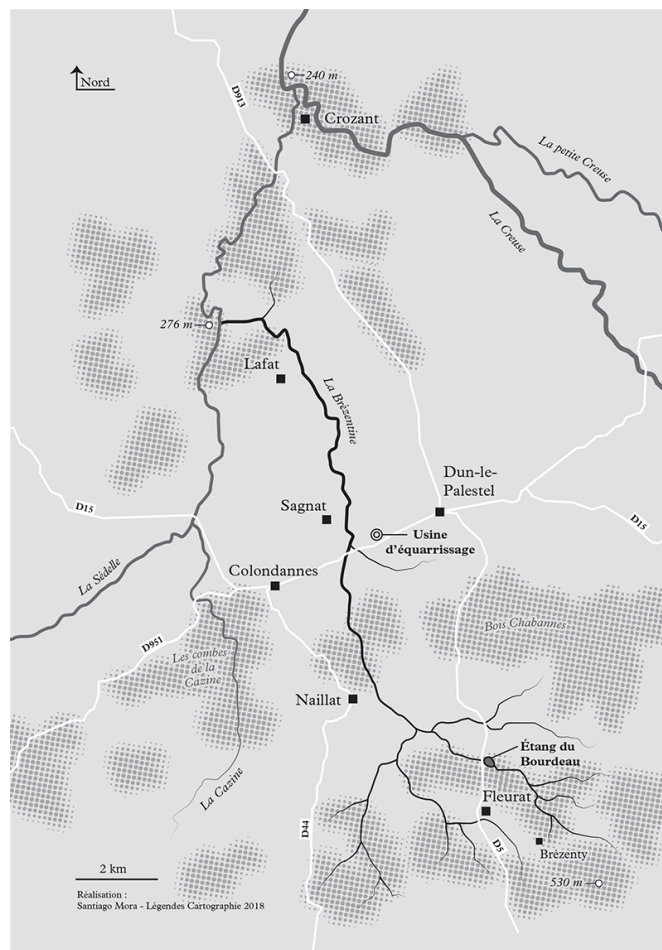 Nord
240 m
D913
Crozant
La petite Creuse
La Creuse
276 m
Lafat
La Brézentine
Dun-le-
Palestel
D15
Sagnat
Usine
d'équarrissage
D15
Colondannes
La Sédelle
Bois Chabannes
D951
Les combes
de la
Cazine
Naillat
Étang du
Bourdeau
La Cazine
Fleurat
D44
D5
Brézenty
2 km
530 m
Réalisation :
Santiago Mora - Légendes Cartographie 2018